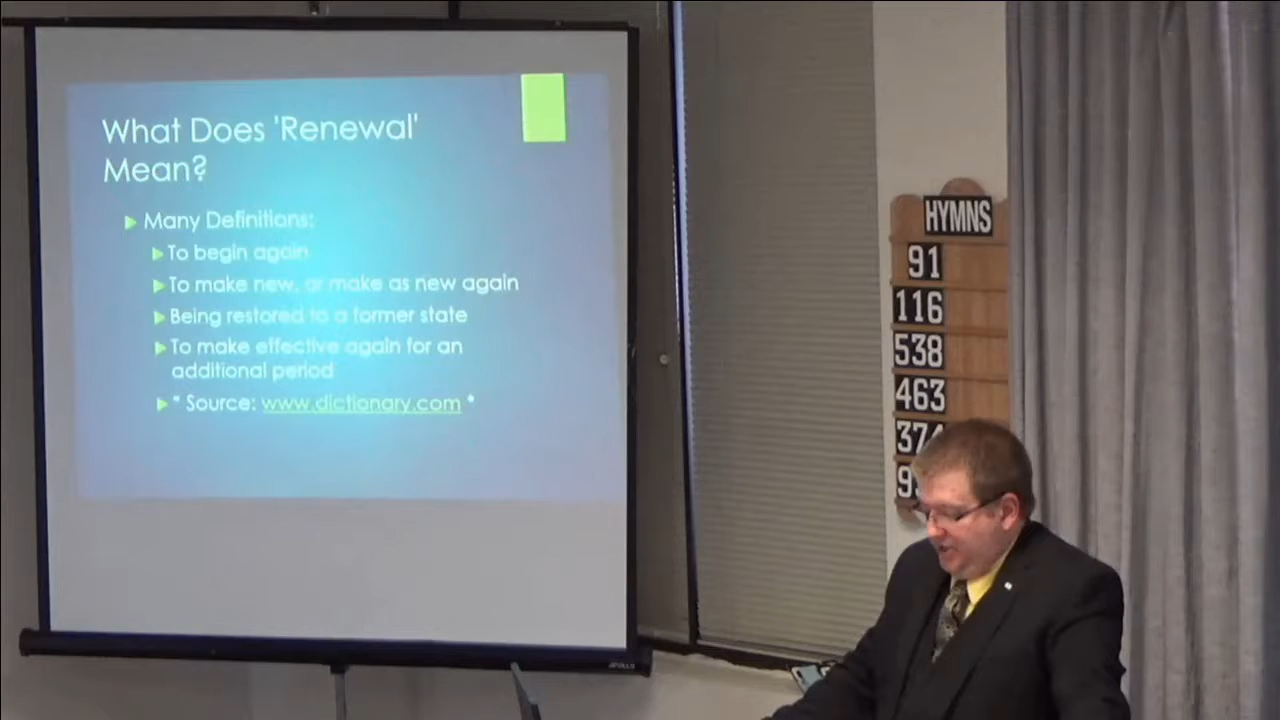 What Does 'Renewal'
Mean?
Many Definitions:
To begin again
To make new, or make as new again
Being restored to a former state
To make effective again for an
additional period
* Source: www.dictionary.com *
APOLLO
HYMNS
91
116
538
463
374